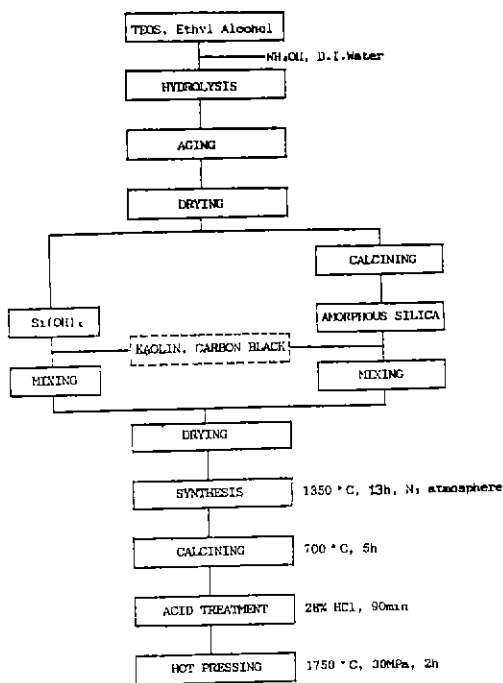 TEOS, Ethyl Alcohol
NH₄OH, D.I.Water
HYDROLYSIS
AGING
DRYING
CALCINING
Si(OH)₄
AMORPHOUS SILICA
KAOLIN, CARBON BLACK
MIXING
MIXING
DRYING
SYNTHESIS 1350 °C, 13h, N₂ atmosphere
CALCINING 700 °C, 5h
ACID TREATMENT 28% HCl, 90min
HOT PRESSING 1750 °C, 30MPa, 2h